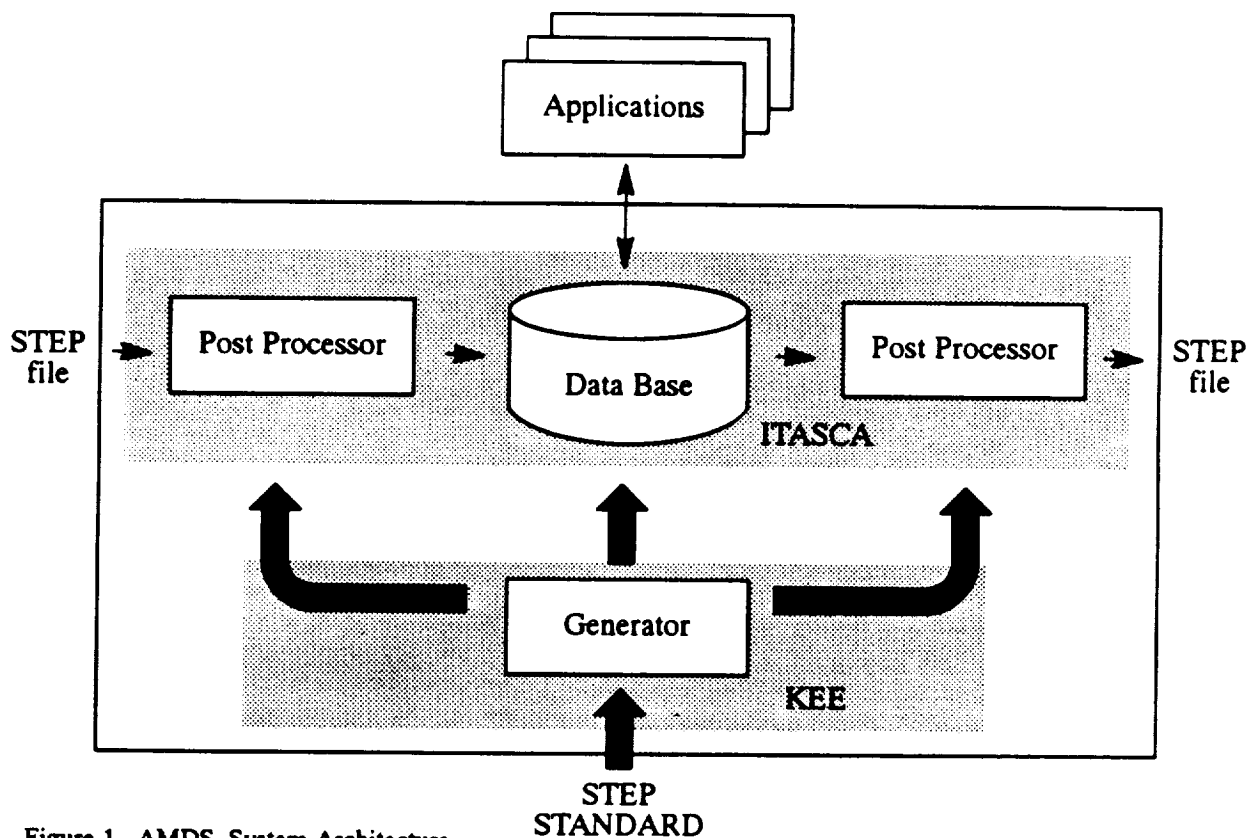 Applications
STEP
file
Post Processor
Data Base
Post Processor
STEP
file
ITASCA
Generator
KEE
STEP
STANDARD
Figure 1. AMDS System Architecture